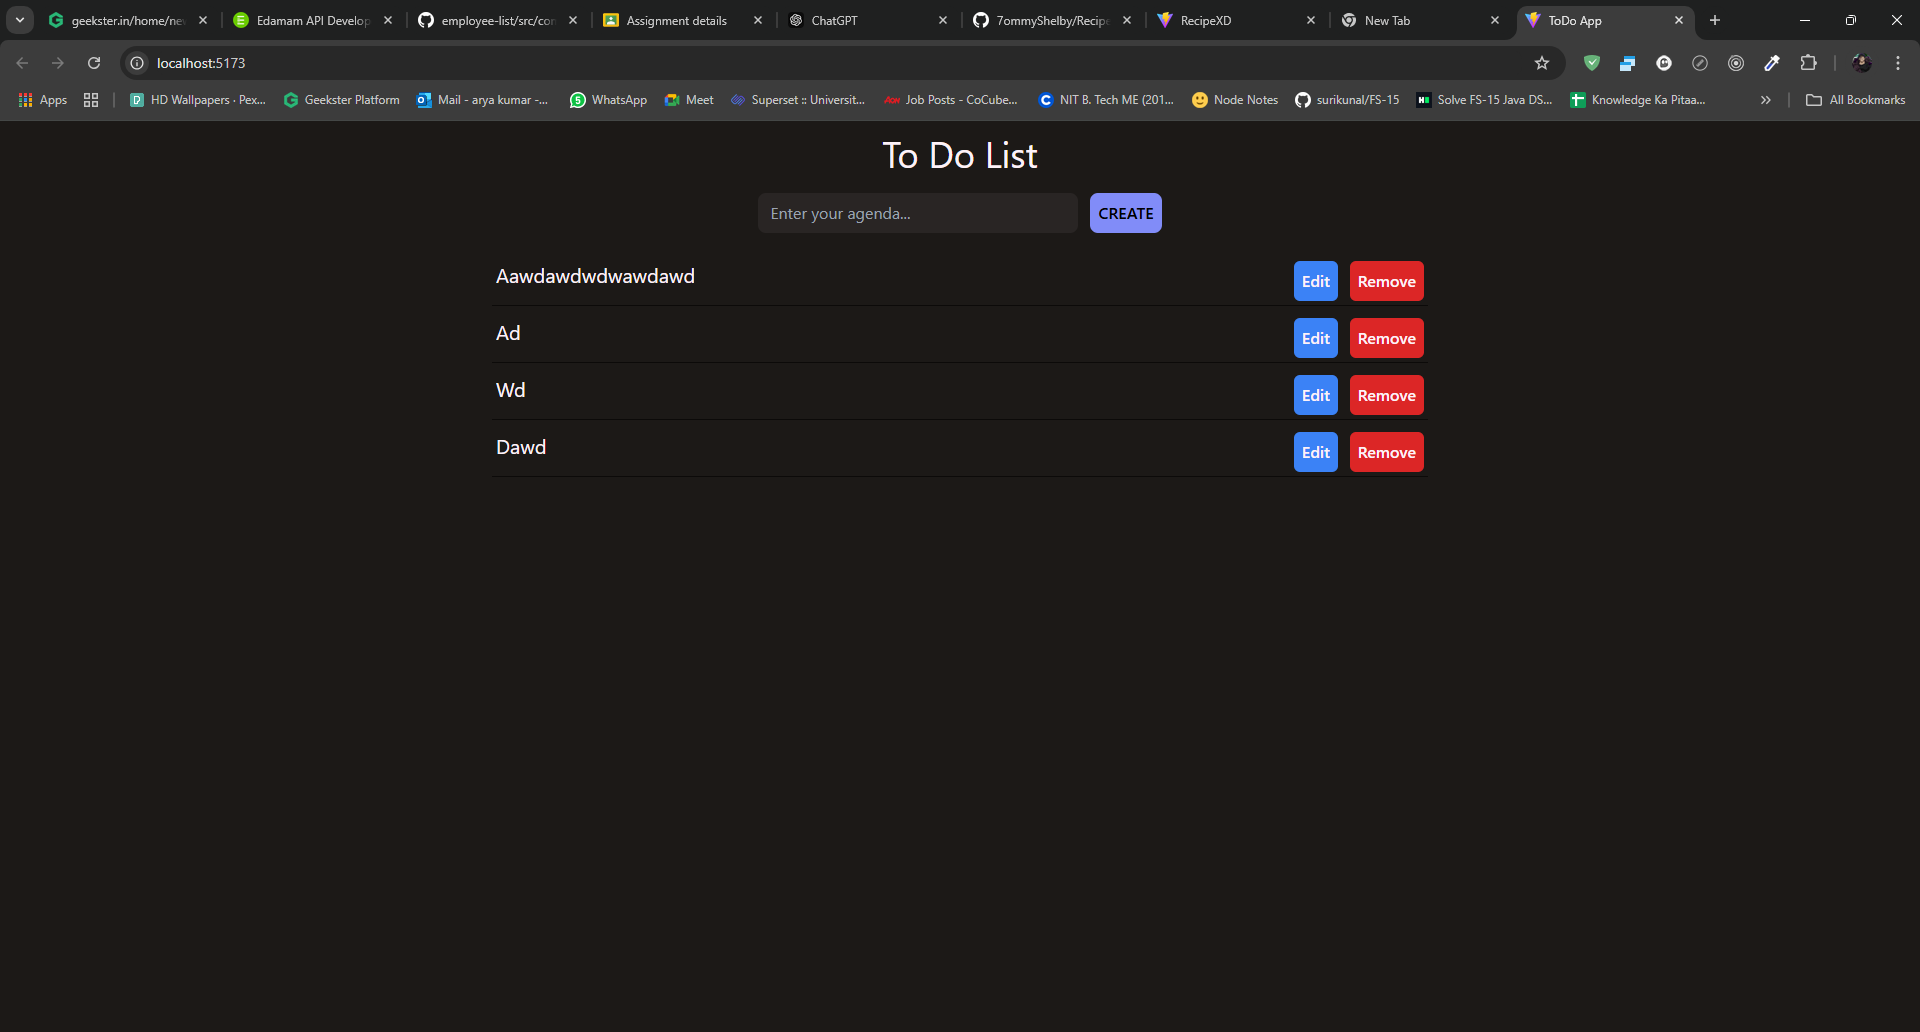 geekster.in/home/nev
Edamam API Develop
employee-list/src/con
Assignment details
ChatGPT
7ommyShelby/Recipe
RecipeXD
New Tab
ToDo App
localhost:5173
Apps
HD Wallpapers · Pex...
Geekster Platform
Mail - arya kumar -...
WhatsApp
Meet
Superset :: Universit...
Job Posts - CoCube...
NIT B. Tech ME (201...
Node Notes
surikunal/FS-15
Solve FS-15 Java DS...
Knowledge Ka Pitaa...
All Bookmarks
To Do List
Enter your agenda... CREATE
Aawdawdwdwawdawd Edit Remove
Ad Edit Remove
Wd Edit Remove
Dawd Edit Remove